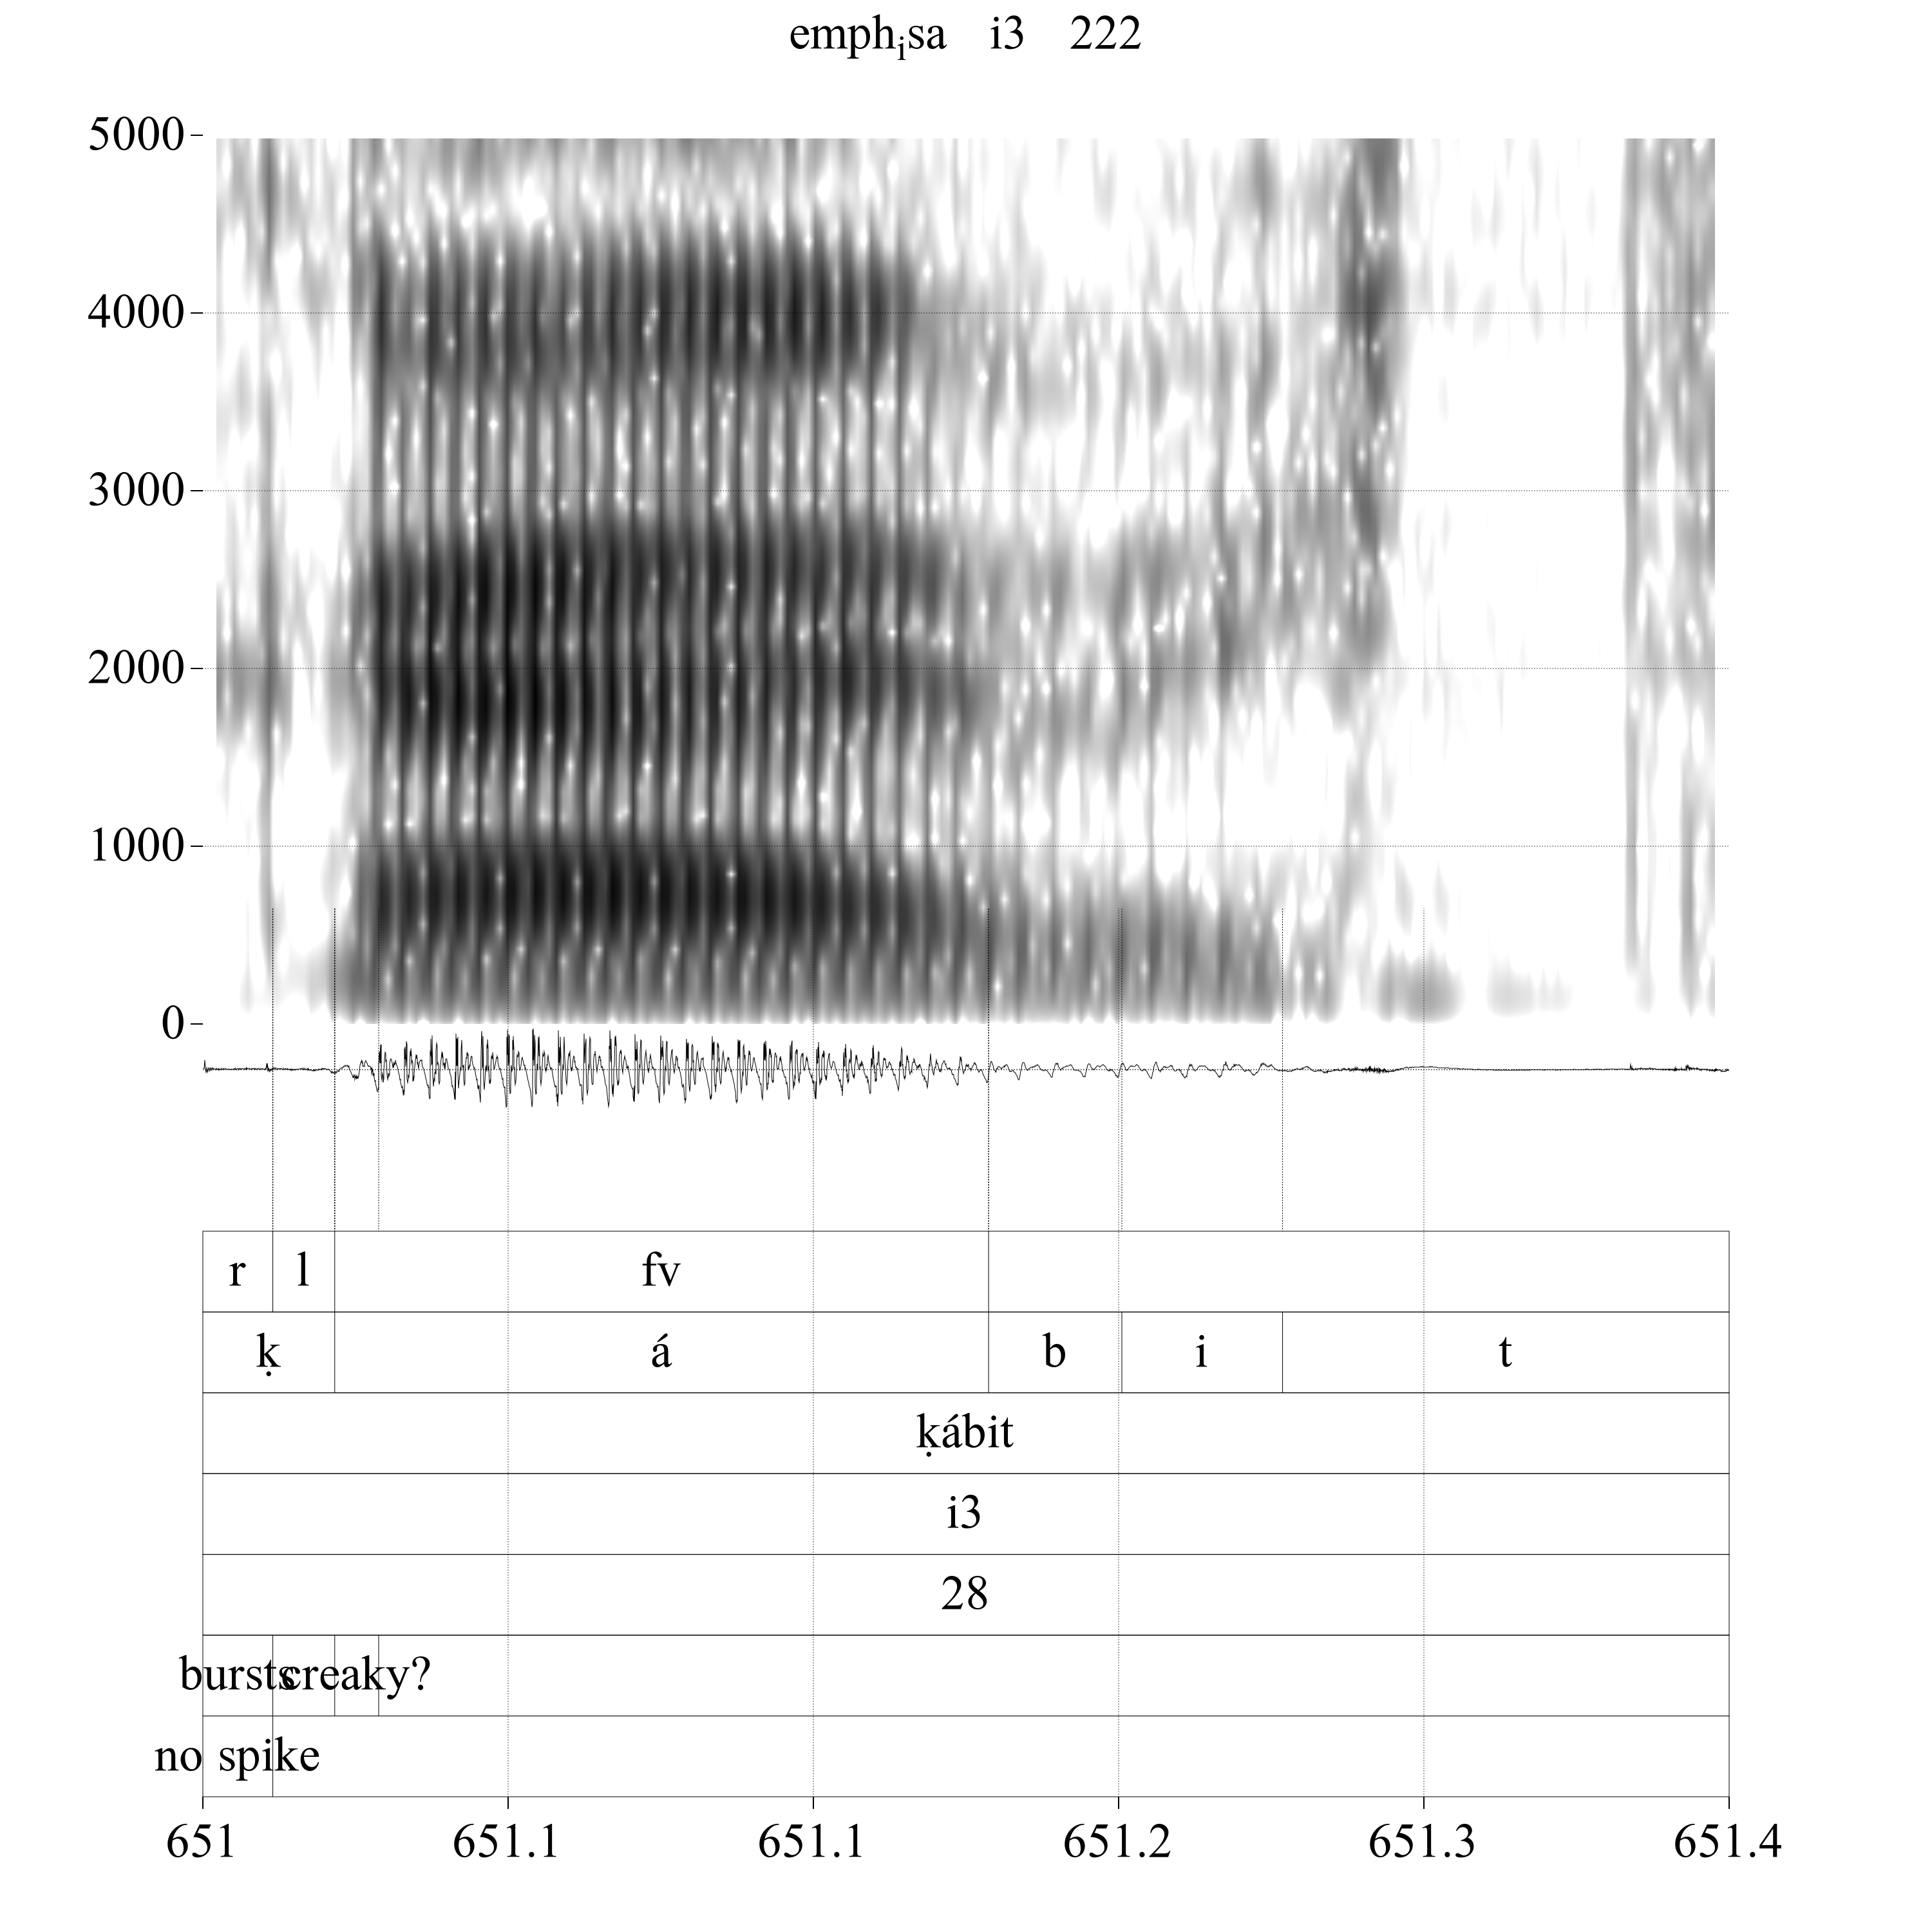 emphᵢsa i3 222
5000
4000
3000
2000
1000
0
r l fv
ḳ á b i t
ḳábit
i3
28
bursts creaky?
no spike
651 651.1 651.1 651.2 651.3 651.4